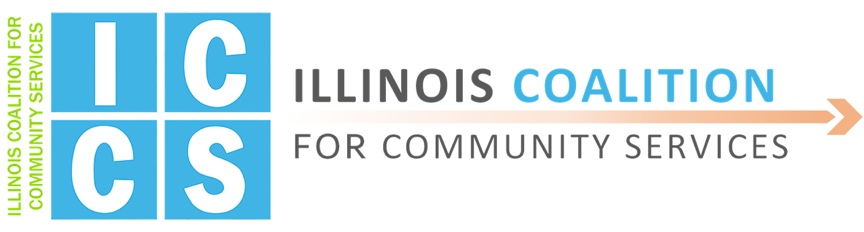 ILLINOIS COALITION FOR
COMMUNITY SERVICES
I C
C S
ILLINOIS COALITION
FOR COMMUNITY SERVICES